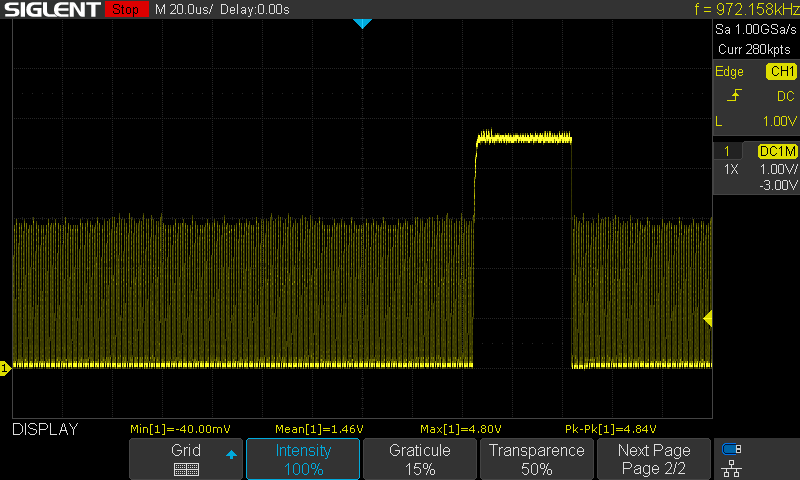 SIGLENT Stop M 20.0us/ Delay:0.00s f = 972.158kHz
Sa 1.00GSa/s
Curr 280kpts
Edge CH1
DC
L 1.00V
1 DC1M
1X 1.00V/
-3.00V
1
DISPLAY Min[1]=-40.00mV Mean[1]=1.46V Max[1]=4.80V Pk-Pk[1]=4.84V
Grid Intensity Graticule Transparence Next Page
100% 15% 50% Page 2/2